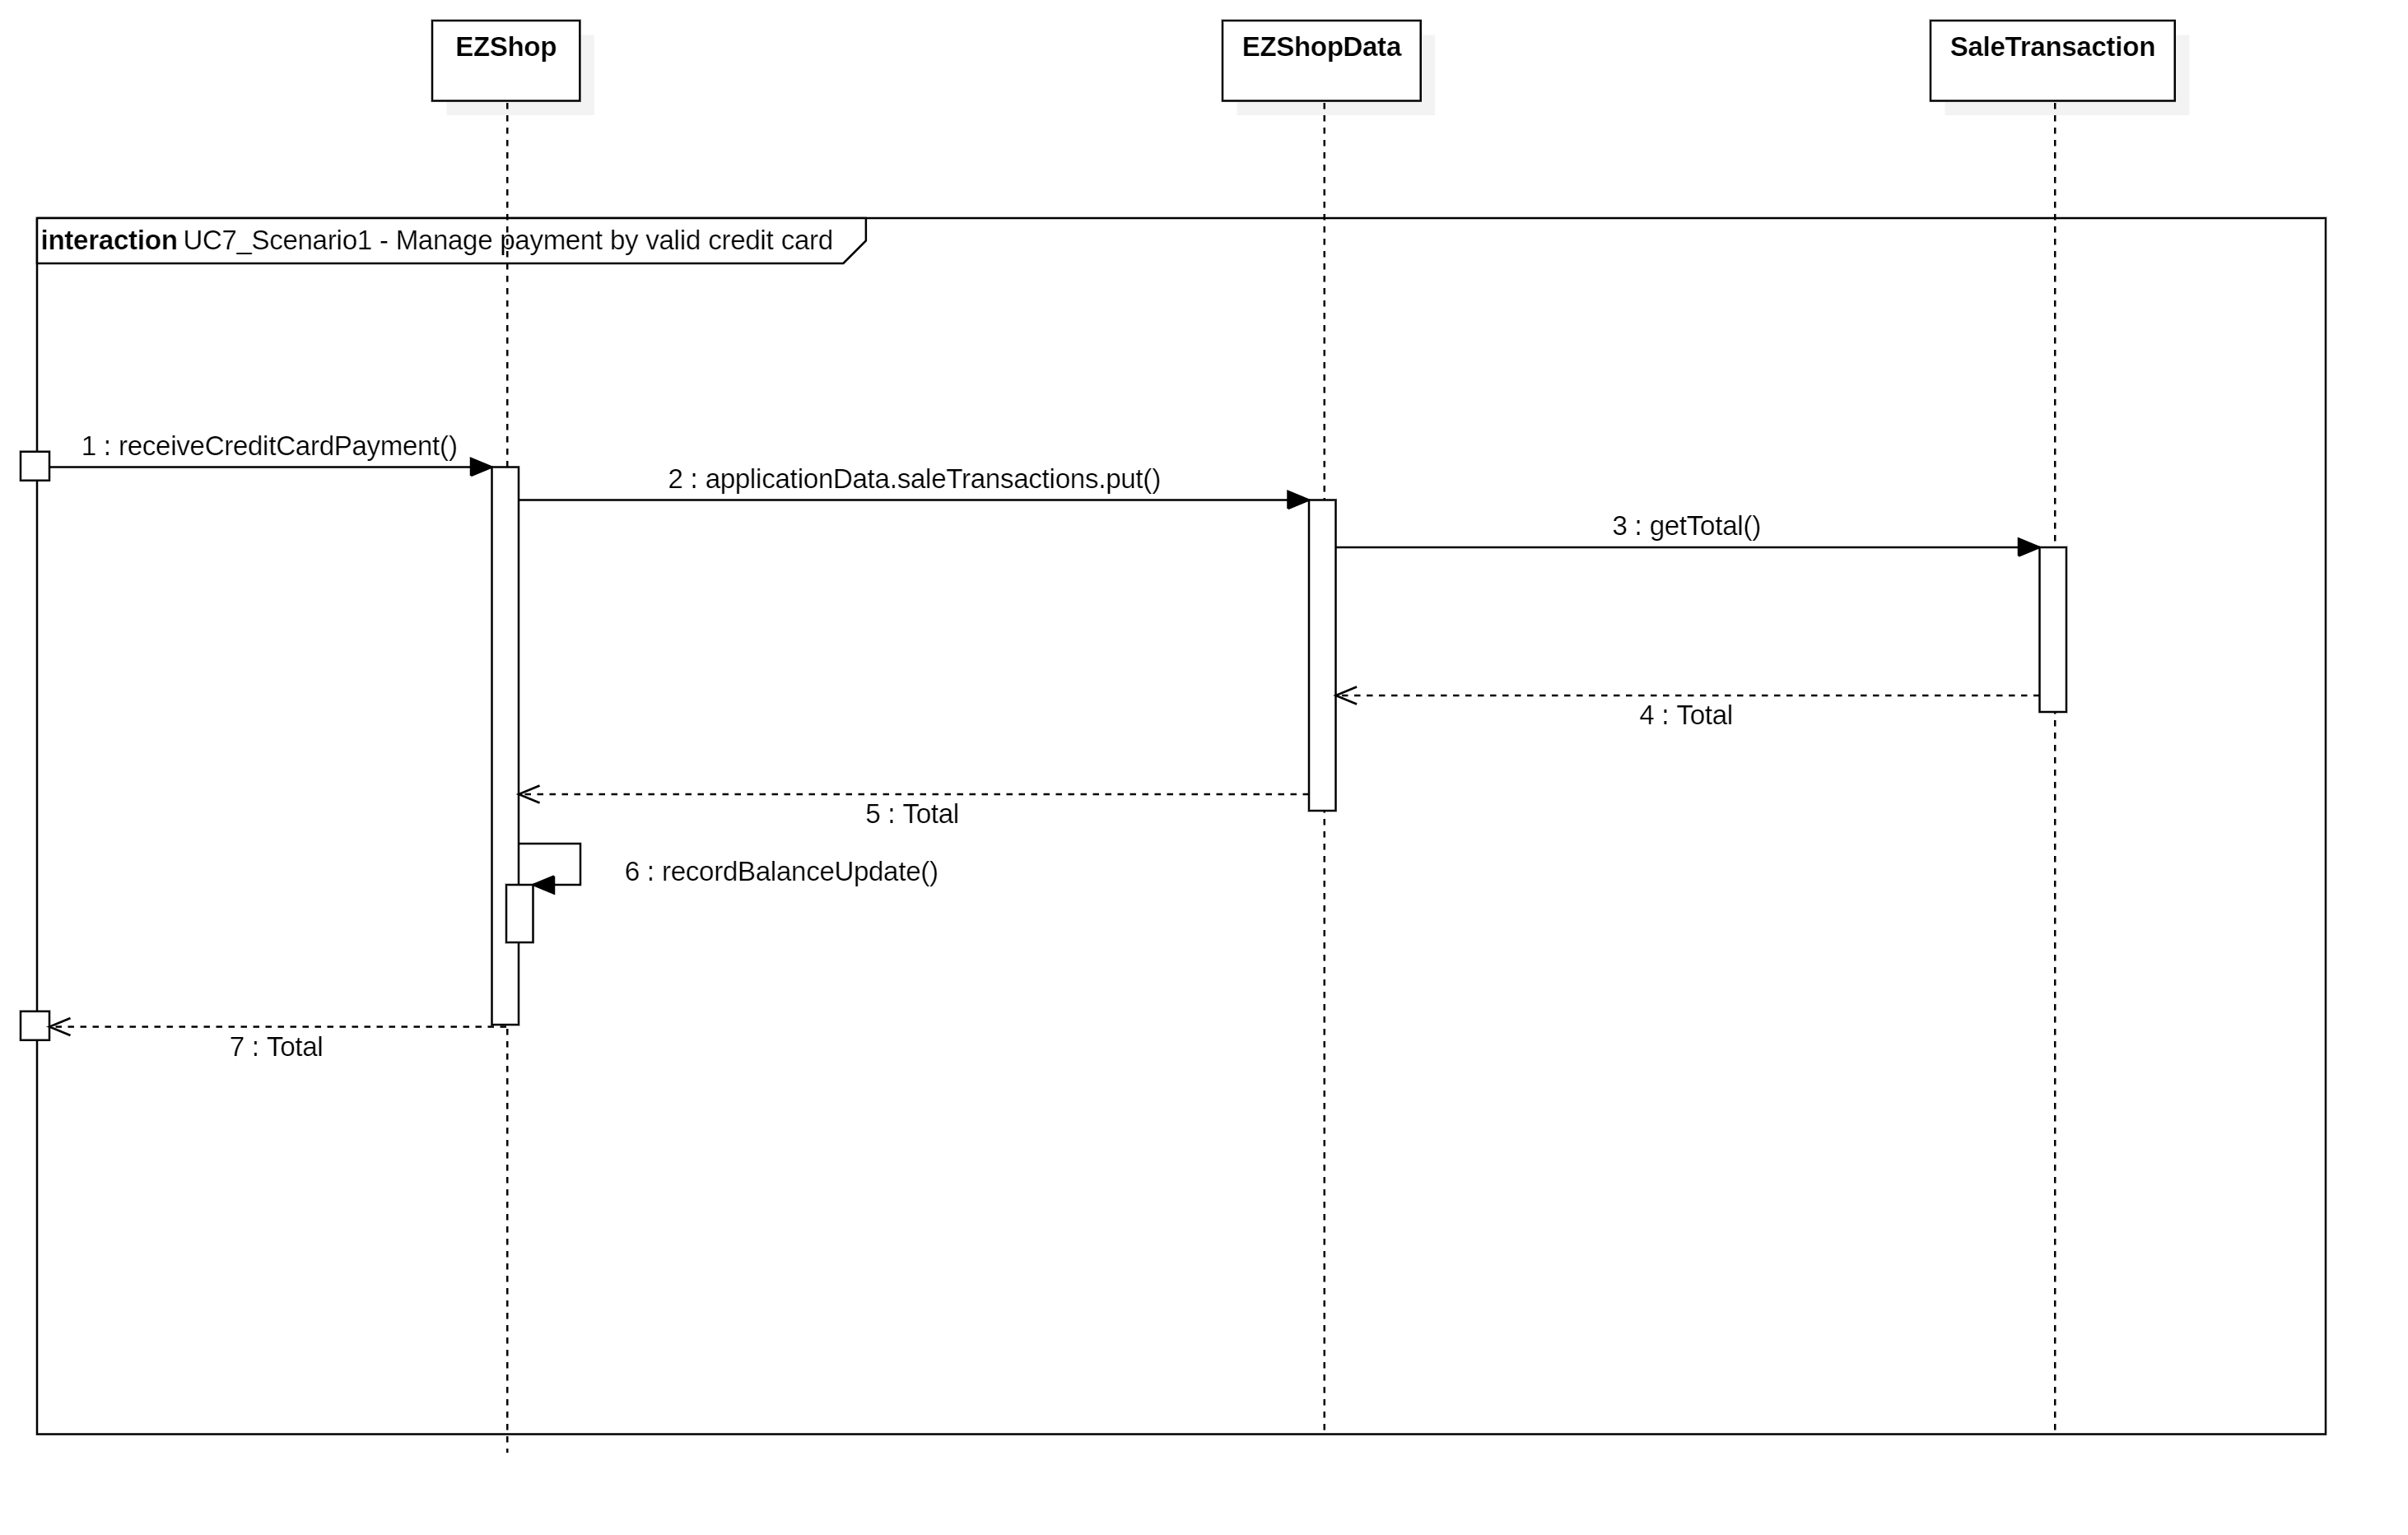 EZShop
EZShopData
SaleTransaction
interaction UC7_Scenario1 - Manage payment by valid credit card
1 : receiveCreditCardPayment()
2 : applicationData.saleTransactions.put()
3 : getTotal()
4 : Total
5 : Total
6 : recordBalanceUpdate()
7 : Total